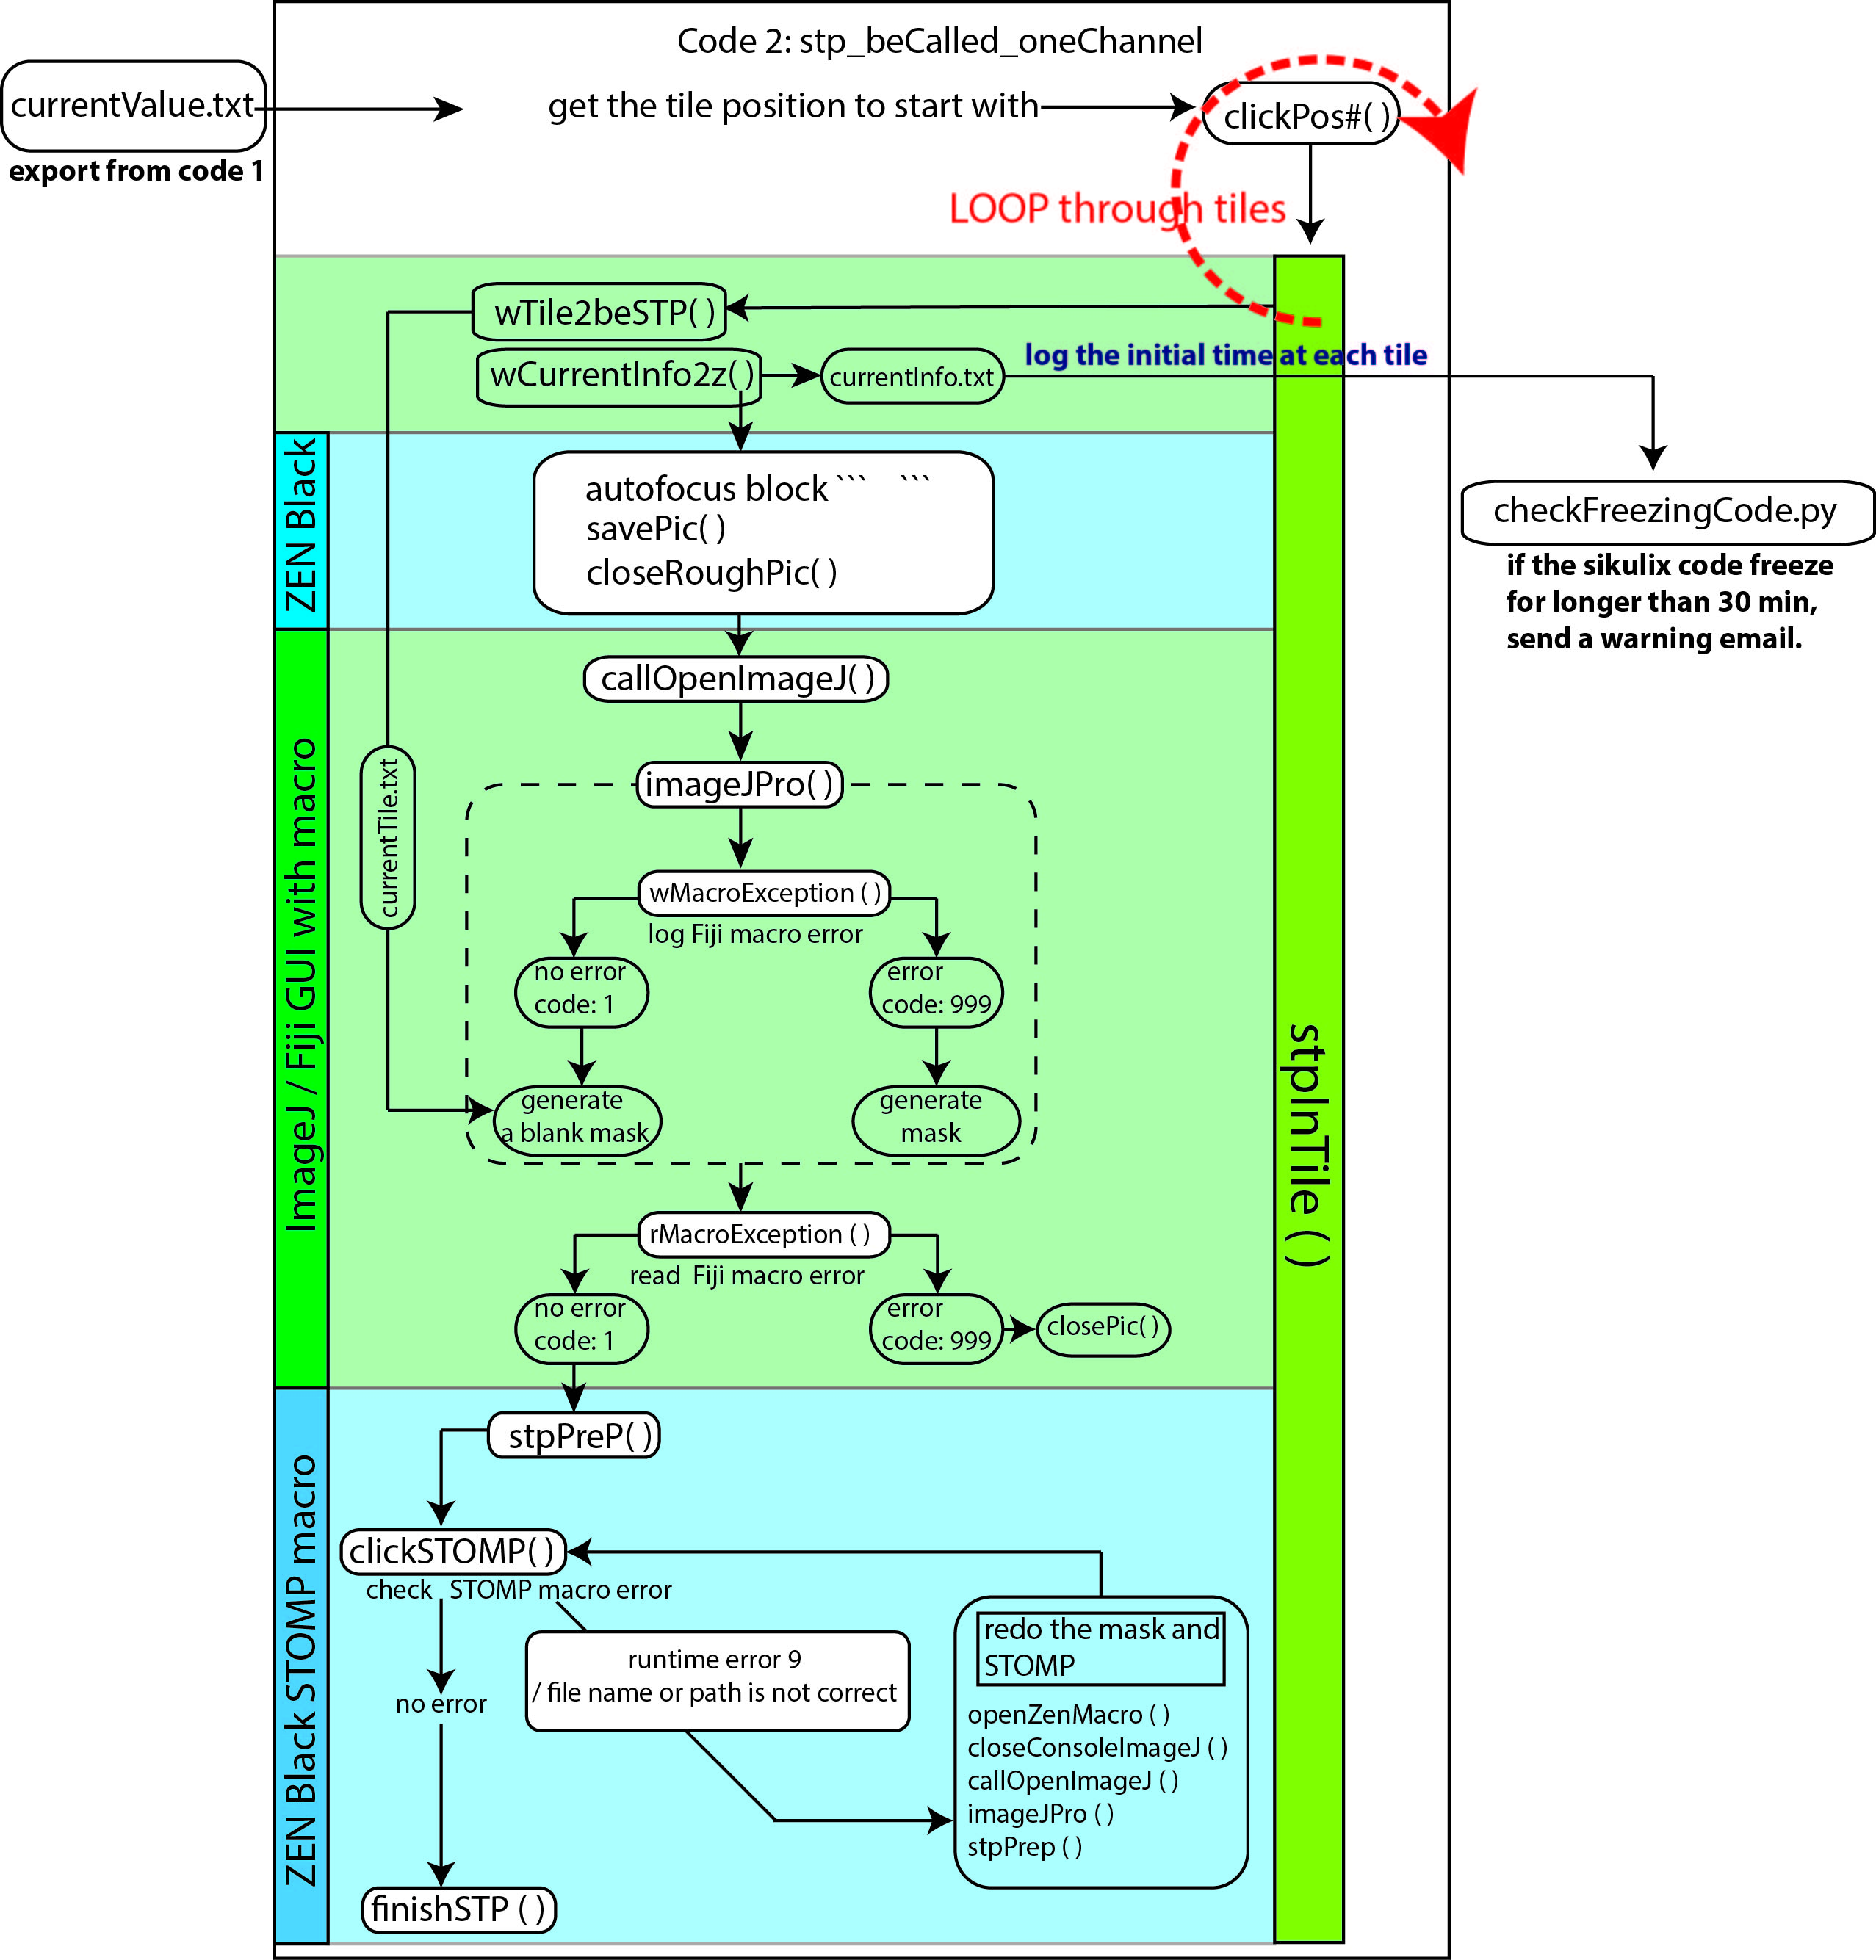 Code 2: stp_beCalled_oneChannel
currentValue.txt
export from code 1
get the tile position to start with
clickPos#( )
LOOP through tiles
wTile2beSTP( )
wCurrentInfo2z( )
currentInfo.txt
log the initial time at each tile
checkFreezingCode.py
if the sikulix code freeze
for longer than 30 min,
send a warning email.
ZEN Black
autofocus block ``` ```
savePic( )
closeRoughPic( )
stpInTile ( )
ImageJ / Fiji GUI with macro
callOpenImageJ( )
imageJPro( )
currentTile.txt
wMacroException ( )
log Fiji macro error
no error
code: 1
error
code: 999
generate
a blank mask
generate
mask
rMacroException ( )
read  Fiji macro error
no error
code: 1
error
code: 999
closePic( )
ZEN Black STOMP macro
stpPreP( )
clickSTOMP( )
check  STOMP macro error
no error
runtime error 9
/ file name or path is not correct
redo the mask and
STOMP
openZenMacro ( )
closeConsoleImageJ ( )
callOpenImageJ ( )
imageJPro ( )
stpPrep ( )
finishSTP ( )